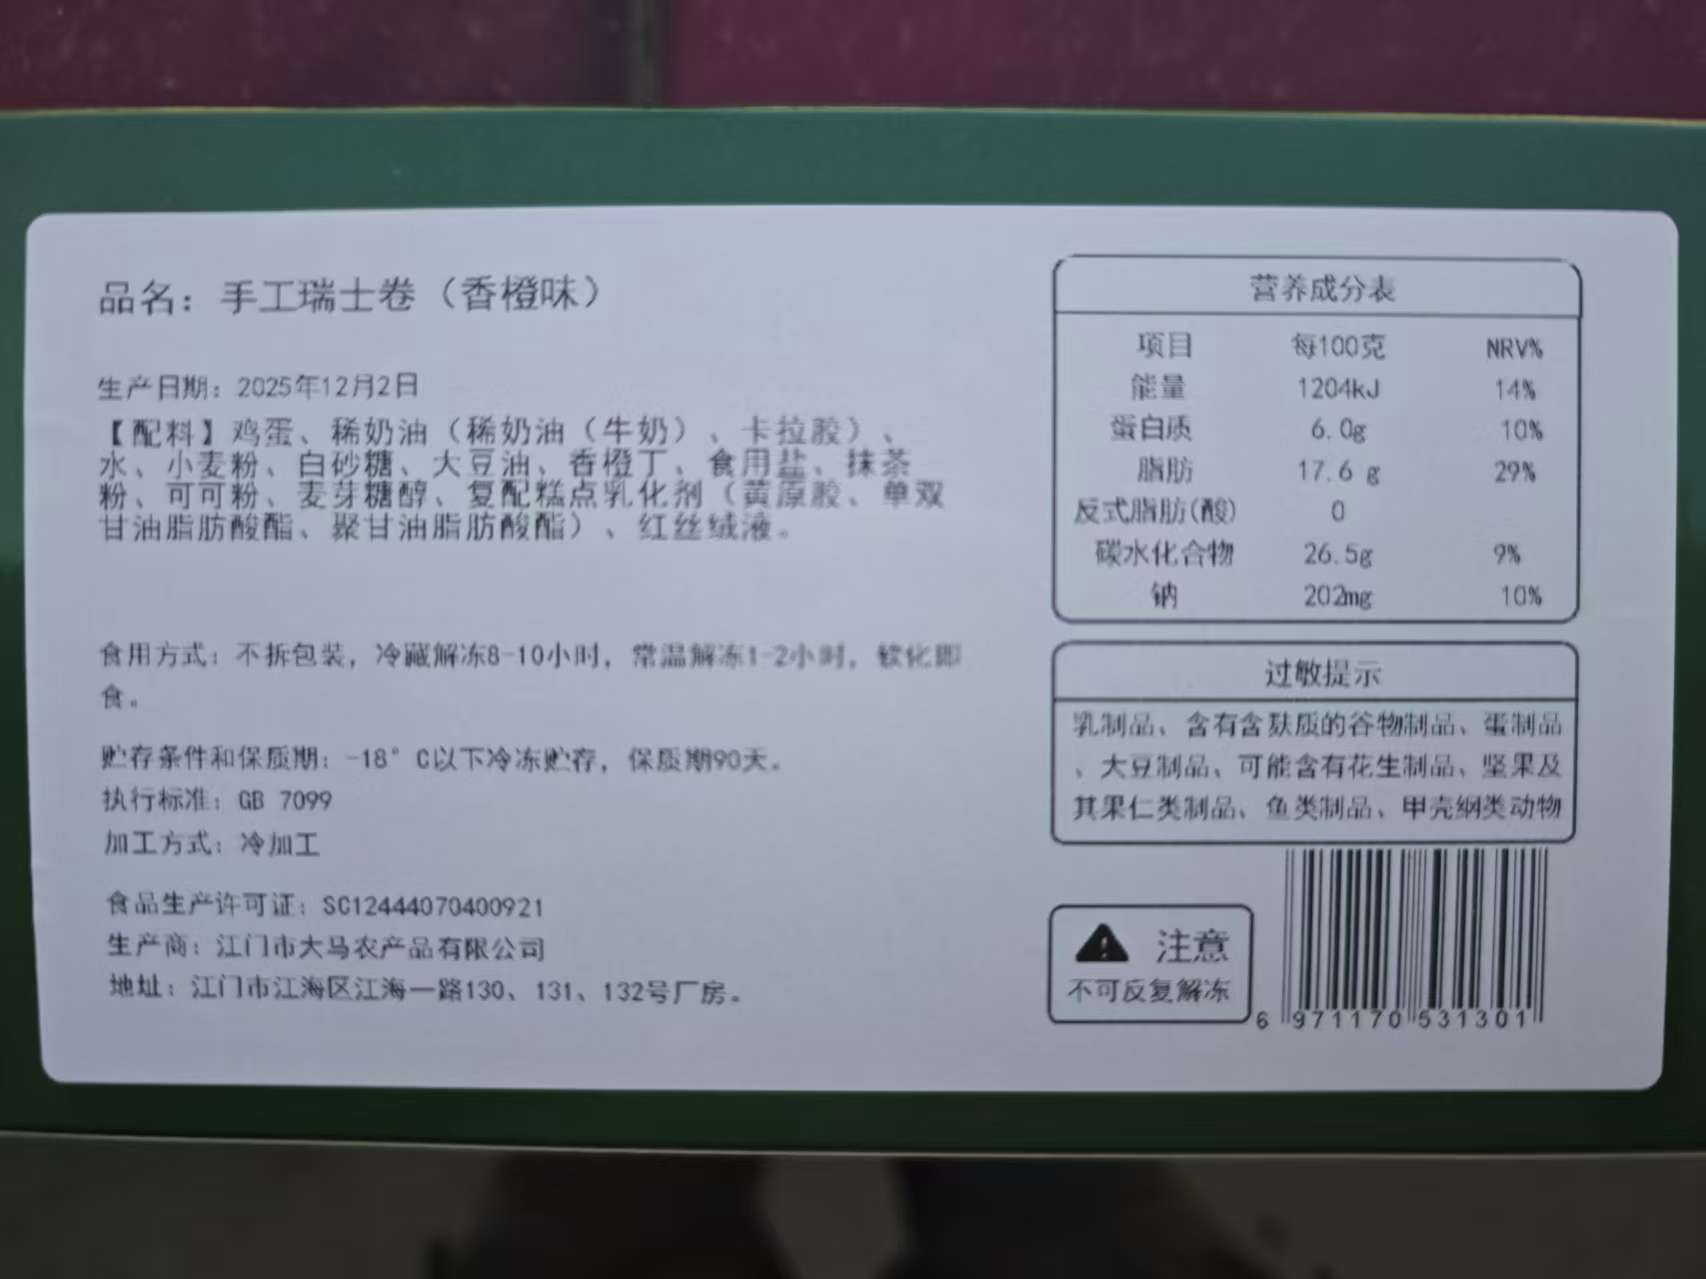 品名：手工瑞士卷（香橙味）
生产日期：2025年12月2日
【配料】鸡蛋、稀奶油（稀奶油（牛奶）、卡拉胶）、
水、小麦粉、白砂糖、大豆油、香橙丁、食用盐、抹茶
粉、可可粉、麦芽糖醇、复配糕点乳化剂（黄原胶、单双
甘油脂肪酸酯、聚甘油脂肪酸酯）、红丝绒液。
食用方式：不拆包装，冷藏解冻8-10小时，常温解冻1-2小时，软化即
食。
贮存条件和保质期：-18°C以下冷冻贮存，保质期90天。
执行标准：GB 7099
加工方式：冷加工
食品生产许可证：SC12444070400921
生产商：江门市大马农产品有限公司
地址：江门市江海区江海一路130、131、132号厂房。
营养成分表
项目 每100克 NRV%
能量 1204kJ 14%
蛋白质 6.0g 10%
脂肪 17.6 g 29%
反式脂肪(酸) 0
碳水化合物 26.5g 9%
钠 202mg 10%
过敏提示
乳制品、含有含麸质的谷物制品、蛋制品
、大豆制品、可能含有花生制品、坚果及
其果仁类制品、鱼类制品、甲壳纲类动物
注意
不可反复解冻
6 971170 531301